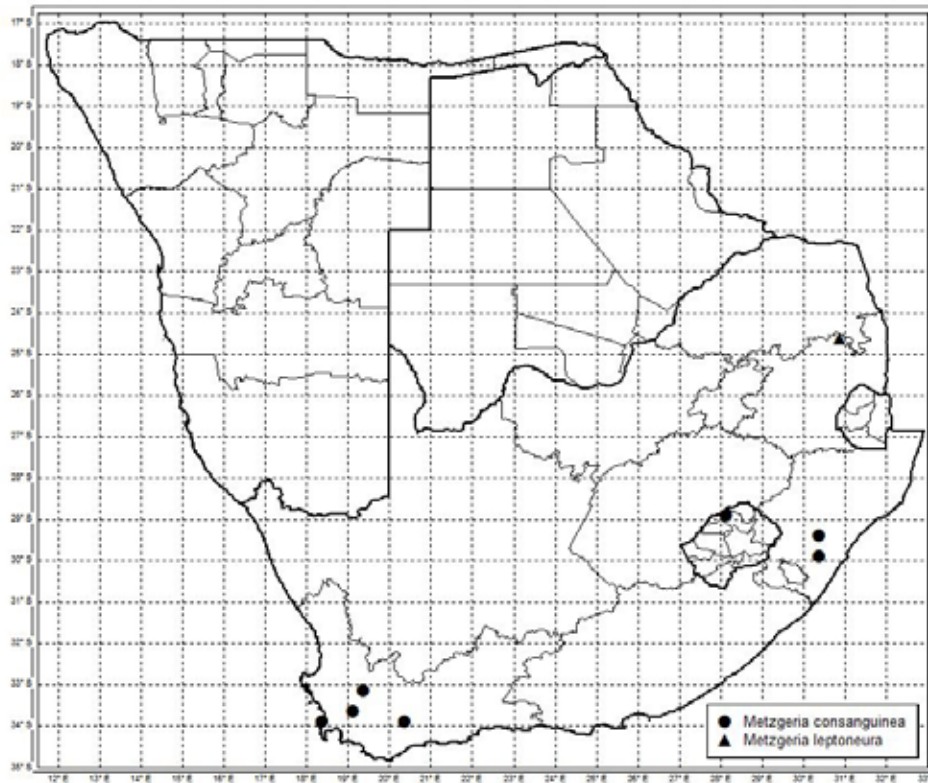 17° S
18° S
19° S
20° S
21° S
22° S
23° S
24° S
25° S
26° S
27° S
28° S
29° S
30° S
31° S
32° S
33° S
34° S
35° S
Metzgeria consanguinea
Metzgeria leptoneura
12° E 13° E 14° E 15° E 16° E 17° E 18° E 19° E 20° E 21° E 22° E 23° E 24° E 25° E 26° E 27° E 28° E 29° E 30° E 31° E 32° E 33